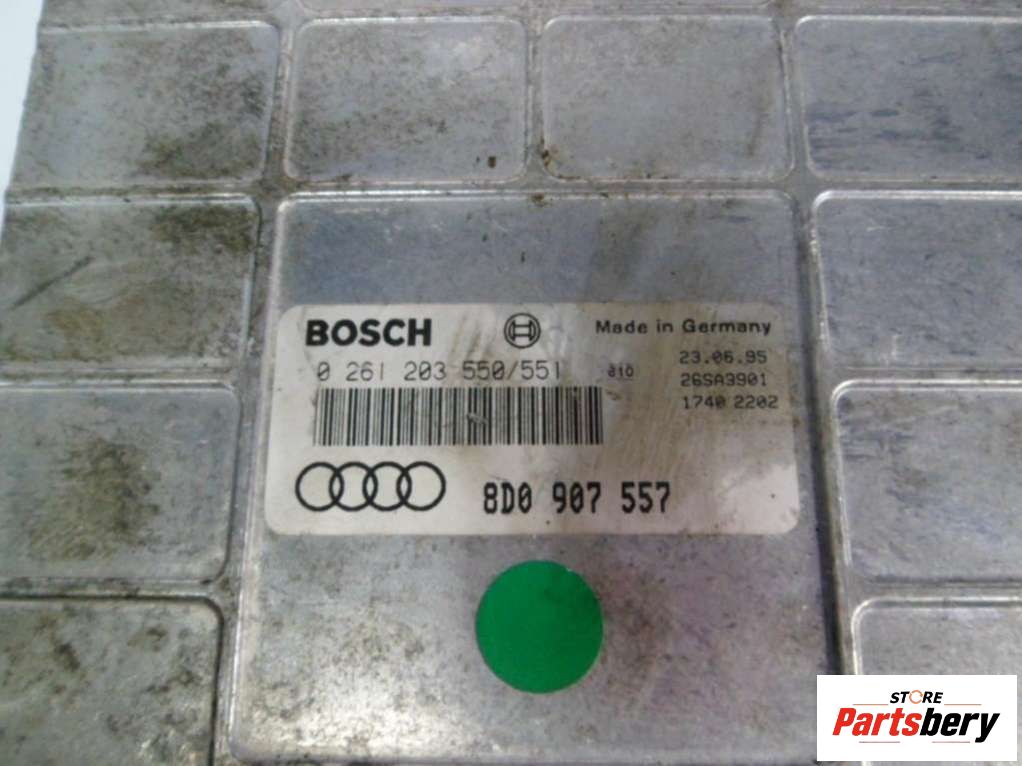 BOSCH
Made in Germany
0 261 203 550/551
23.06.95
26SA3901
1740 2202
8D0 907 557
STORE
Partsbery